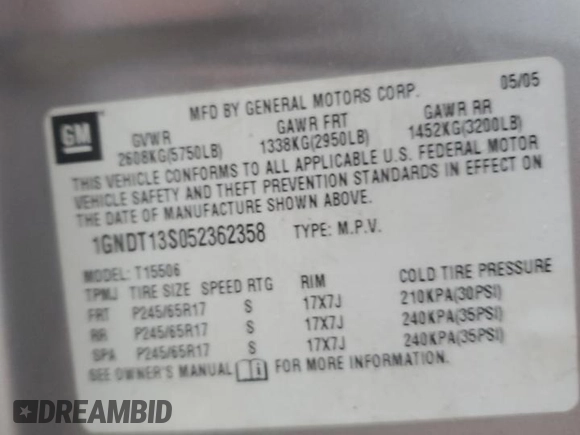 05/05
MFD BY GENERAL MOTORS CORP.
GM
GVWR GAWR FRT GAWR RR
2608KG(5750LB) 1338KG(2950LB) 1452KG(3200LB)
THIS VEHICLE CONFORMS TO ALL APPLICABLE U.S. FEDERAL MOTOR
VEHICLE SAFETY AND THEFT PREVENTION STANDARDS IN EFFECT ON
THE DATE OF MANUFACTURE SHOWN ABOVE.
1GNDT13S052362358 TYPE: M.P.V.
MODEL: T15506
TPMJ TIRE SIZE SPEED RTG RIM COLD TIRE PRESSURE
FRT P245/65R17 S 17X7J 210KPA(30PSI)
RR P245/65R17 S 17X7J 240KPA(35PSI)
SPA P245/65R17 S 17X7J 240KPA(35PSI)
SEE OWNER'S MANUAL FOR MORE INFORMATION.
DREAMBID